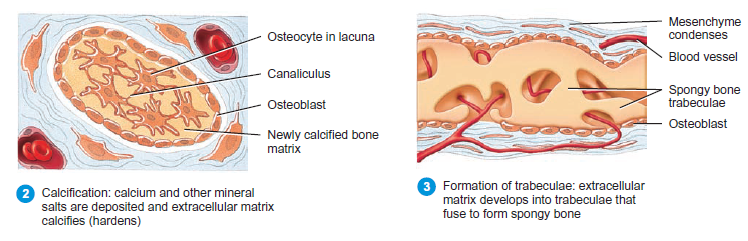 Osteocyte in lacuna
Canaliculus
Osteoblast
Newly calcified bone
matrix
2 Calcification: calcium and other mineral
salts are deposited and extracellular matrix
calcifies (hardens)
Mesenchyme
condenses
Blood vessel
Spongy bone
trabeculae
Osteoblast
3 Formation of trabeculae: extracellular
matrix develops into trabeculae that
fuse to form spongy bone